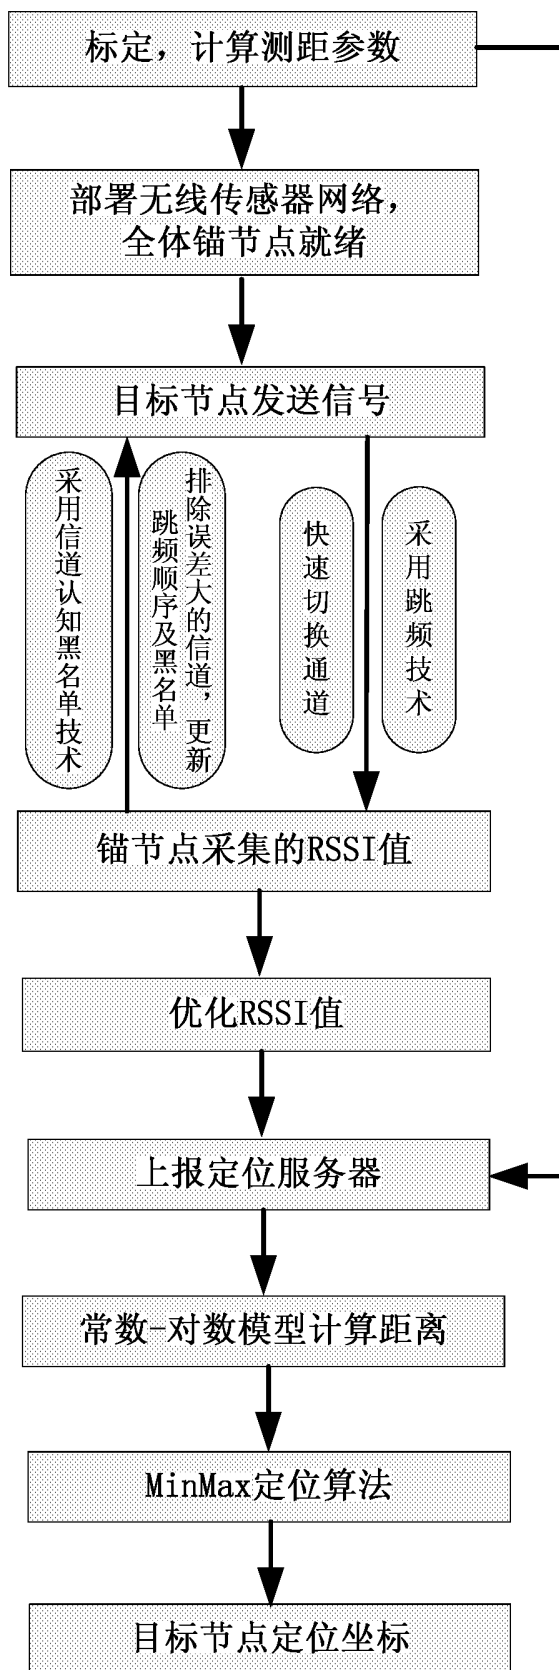 标定，计算测距参数
部署无线传感器网络，
全体锚节点就绪
目标节点发送信号
采用信道认知黑名单技术
排除误差大的信道，更新
跳频顺序及黑名单
快速切换通道
采用跳频技术
锚节点采集的RSSI值
优化RSSI值
上报定位服务器
常数-对数模型计算距离
MinMax定位算法
目标节点定位坐标